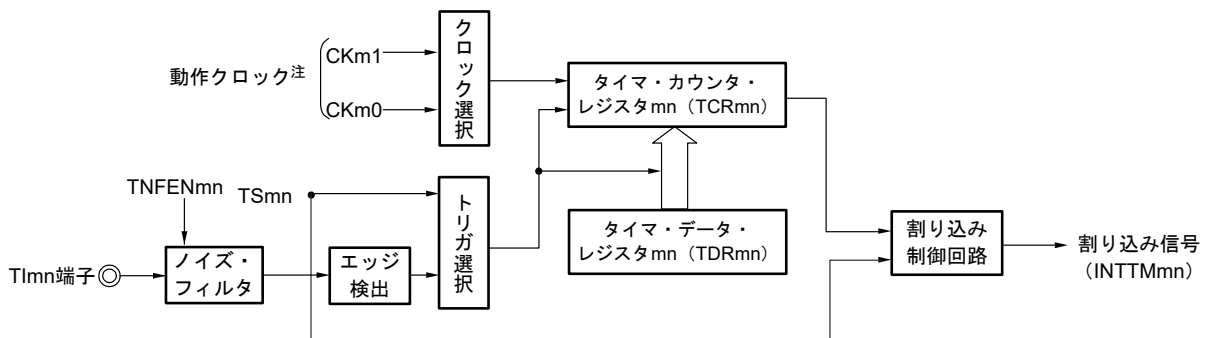 CKm1
動作クロック注
CKm0
クロック選択
タイマ・カウンタ・
レジスタmn（TCRmn）
TNFENmn
TSmn
トリガ選択
タイマ・データ・
レジスタmn（TDRmn）
TImn端子
ノイズ・
フィルタ
エッジ
検出
割り込み
制御回路
割り込み信号
（INTTMmn）